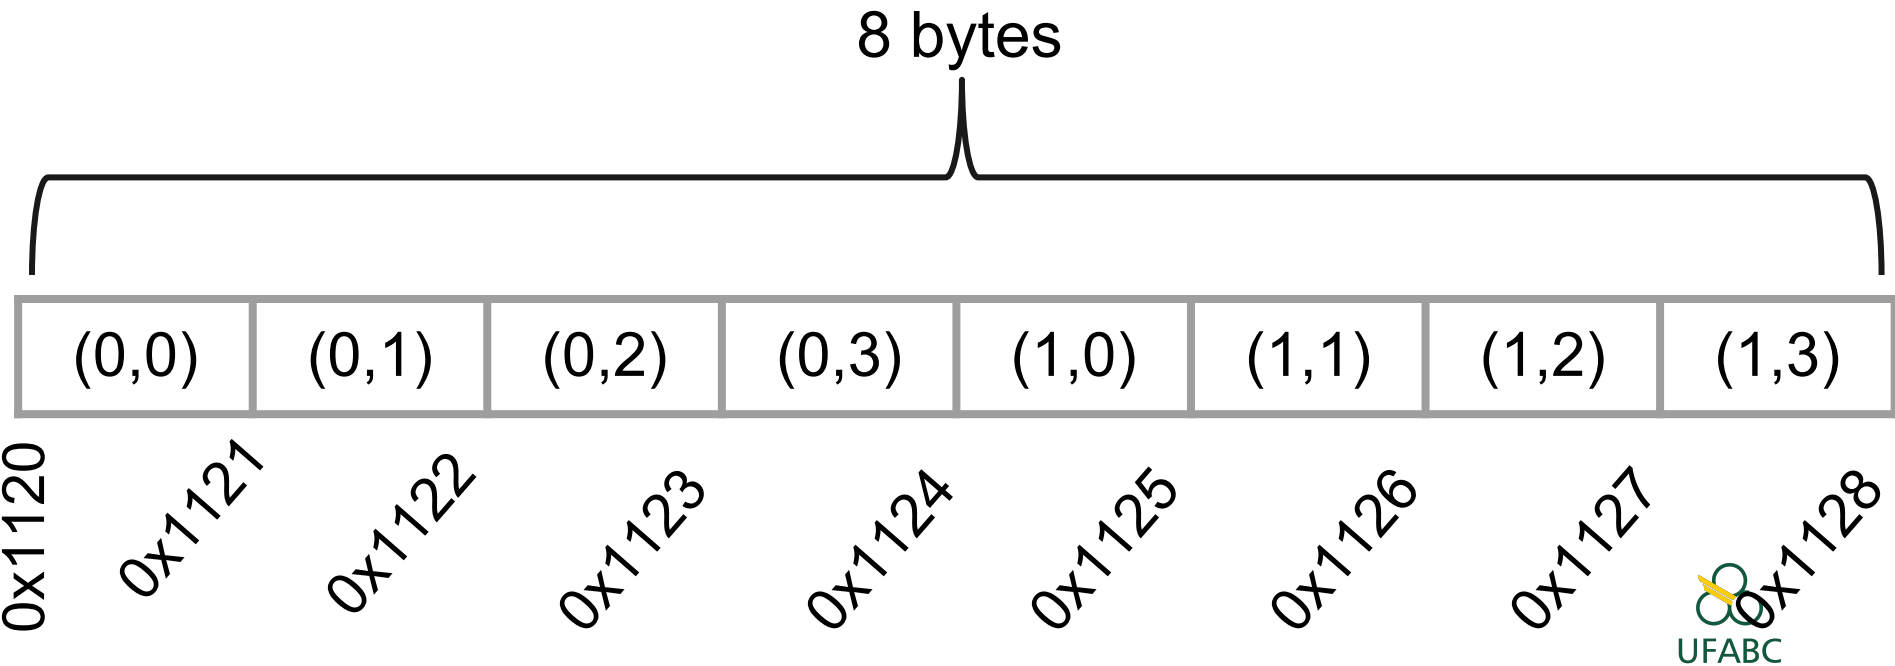 8 bytes
(0,0) (0,1) (0,2) (0,3) (1,0) (1,1) (1,2) (1,3)
0x1120 0x1121 0x1122 0x1123 0x1124 0x1125 0x1126 0x1127 0x1128
UFABC